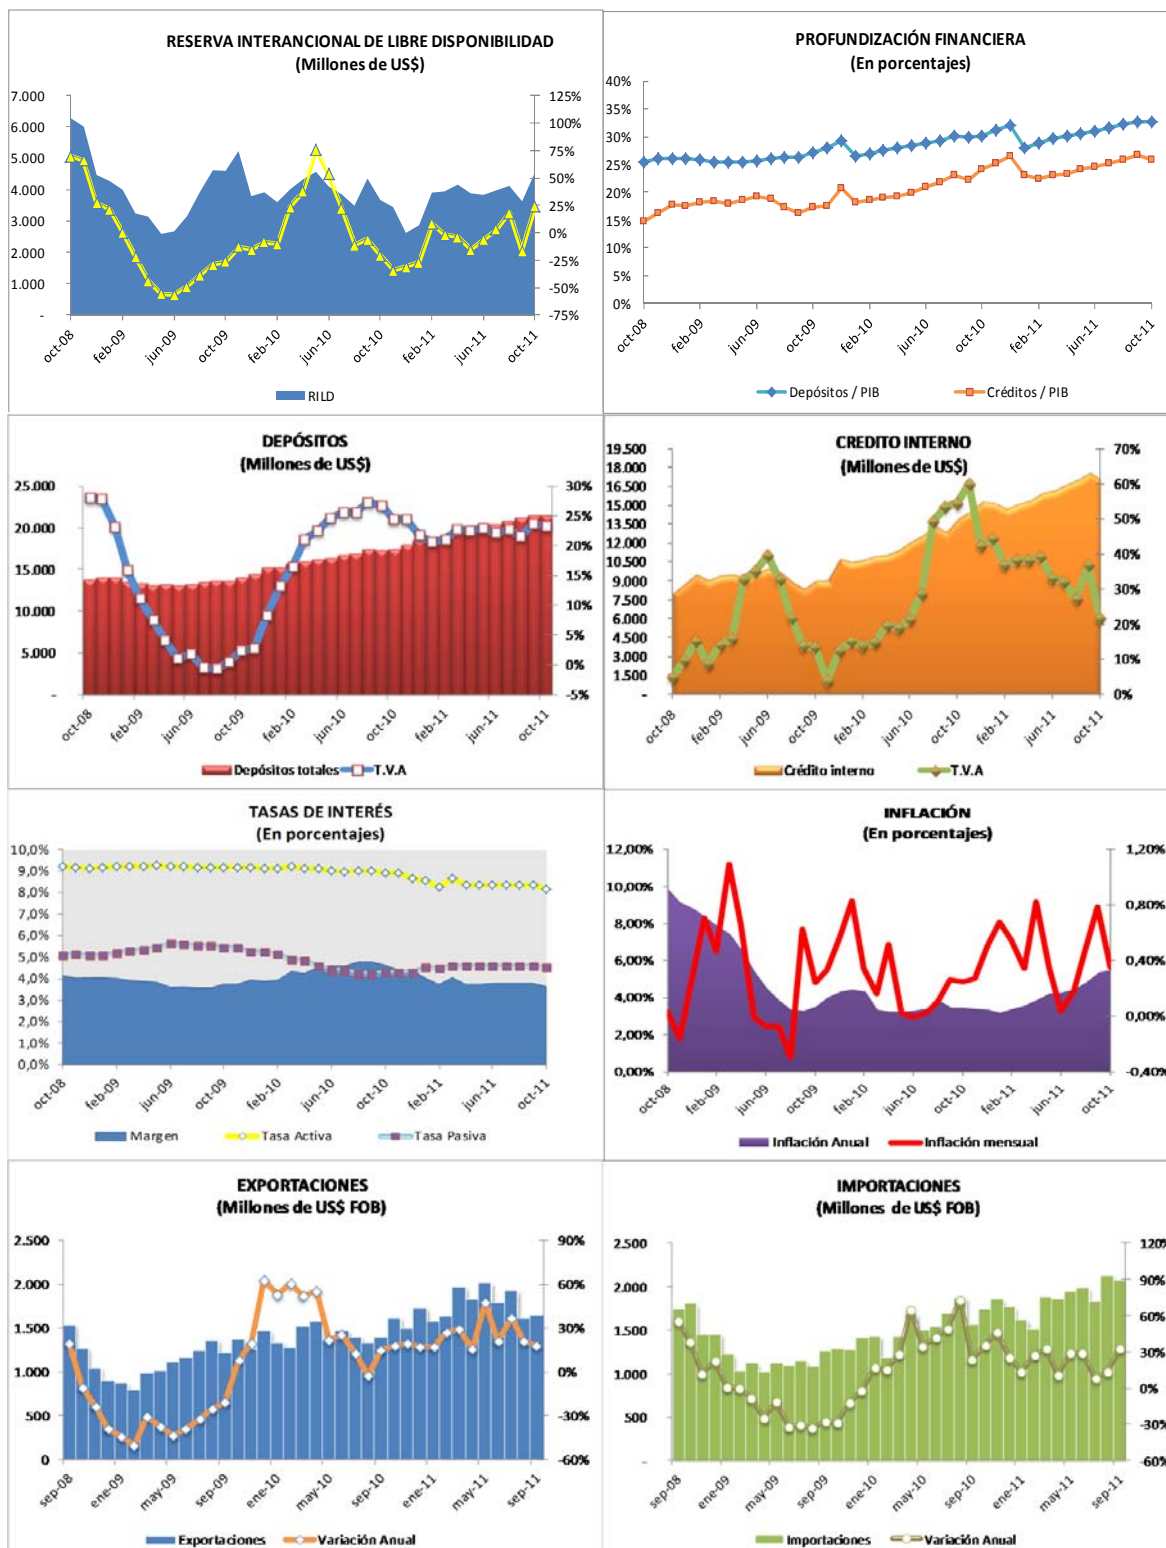 RESERVA INTERANCIONAL DE LIBRE DISPONIBILIDAD
(Millones de US$)
7.000
6.000
5.000
4.000
3.000
2.000
1.000
-
125%
100%
75%
50%
25%
0%
-25%
-50%
-75%
oct-08
feb-09
jun-09
oct-09
feb-10
jun-10
oct-10
feb-11
jun-11
oct-11
RILD
PROFUNDIZACIÓN FINANCIERA
(En porcentajes)
40%
35%
30%
25%
20%
15%
10%
5%
0%
oct-08
feb-09
jun-09
oct-09
feb-10
jun-10
oct-10
feb-11
jun-11
oct-11
Depósitos / PIB
Créditos / PIB
DEPÓSITOS
(Millones de US$)
25.000
20.000
15.000
10.000
5.000
-
30%
25%
20%
15%
10%
5%
0%
-5%
oct-08
feb-09
jun-09
oct-09
feb-10
jun-10
oct-10
feb-11
jun-11
oct-11
Depósitos totales
T.V.A
CREDITO INTERNO
(Millones de US$)
19.500
18.000
16.500
15.000
13.500
12.000
10.500
9.000
7.500
6.000
4.500
3.000
1.500
-
70%
60%
50%
40%
30%
20%
10%
0%
oct-08
feb-09
jun-09
oct-09
feb-10
jun-10
oct-10
feb-11
jun-11
oct-11
Crédito interno
T.V.A
TASAS DE INTERÉS
(En porcentajes)
10,0%
9,0%
8,0%
7,0%
6,0%
5,0%
4,0%
3,0%
2,0%
1,0%
0,0%
oct-08
feb-09
jun-09
oct-09
feb-10
jun-10
oct-10
feb-11
jun-11
oct-11
Margen
Tasa Activa
Tasa Pasiva
INFLACIÓN
(En porcentajes)
12,00%
10,00%
8,00%
6,00%
4,00%
2,00%
0,00%
1,20%
0,80%
0,40%
0,00%
-0,40%
oct-08
feb-09
jun-09
oct-09
feb-10
jun-10
oct-10
feb-11
jun-11
oct-11
Inflación Anual
Inflación mensual
EXPORTACIONES
(Millones de US$ FOB)
2.500
2.000
1.500
1.000
500
0
90%
60%
30%
0%
-30%
-60%
sep-08
ene-09
may-09
sep-09
ene-10
may-10
sep-10
ene-11
may-11
sep-11
Exportaciones
Variación Anual
IMPORTACIONES
(Millones de US$ FOB)
2.500
2.000
1.500
1.000
500
-
120%
90%
60%
30%
0%
-30%
-60%
sep-08
ene-09
may-09
sep-09
ene-10
may-10
sep-10
ene-11
may-11
sep-11
Importaciones
Variación Anual